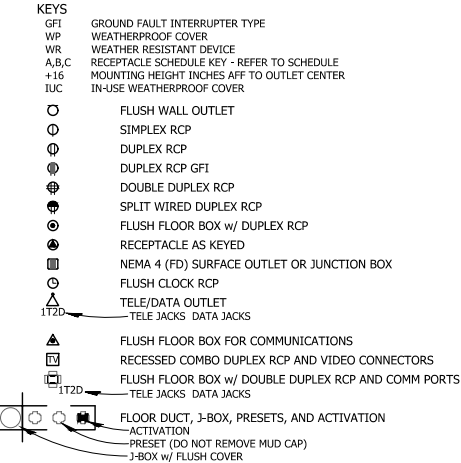 KEYS
GFI GROUND FAULT INTERRUPTER TYPE
WP WEATHERPROOF COVER
WR WEATHER RESISTANT DEVICE
A,B,C RECEPTACLE SCHEDULE KEY - REFER TO SCHEDULE
+16 MOUNTING HEIGHT INCHES AFF TO OUTLET CENTER
IUC IN-USE WEATHERPROOF COVER
FLUSH WALL OUTLET
SIMPLEX RCP
DUPLEX RCP
DUPLEX RCP GFI
DOUBLE DUPLEX RCP
SPLIT WIRED DUPLEX RCP
FLUSH FLOOR BOX w/ DUPLEX RCP
RECEPTACLE AS KEYED
NEMA 4 (FD) SURFACE OUTLET OR JUNCTION BOX
FLUSH CLOCK RCP
TELE/DATA OUTLET
1T2D TELE JACKS DATA JACKS
FLUSH FLOOR BOX FOR COMMUNICATIONS
TV RECESSED COMBO DUPLEX RCP AND VIDEO CONNECTORS
FLUSH FLOOR BOX w/ DOUBLE DUPLEX RCP AND COMM PORTS
1T2D TELE JACKS DATA JACKS
FLOOR DUCT, J-BOX, PRESETS, AND ACTIVATION
ACTIVATION
PRESET (DO NOT REMOVE MUD CAP)
J-BOX w/ FLUSH COVER